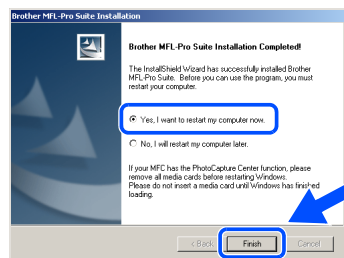 Brother MFL-Pro Suite Installation
Brother MFL-Pro Suite Installation Completed!
The InstallShield Wizard has successfully installed Brother
MFL-Pro Suite. Before you can use the program, you must
restart your computer.
Yes, I want to restart my computer now.
No, I will restart my computer later.
If your MFC has the PhotoCapture Center function, please
remove all media cards before restarting Windows.
Please do not insert a media card until Windows has finished
loading.
< Back
Finish
Cancel